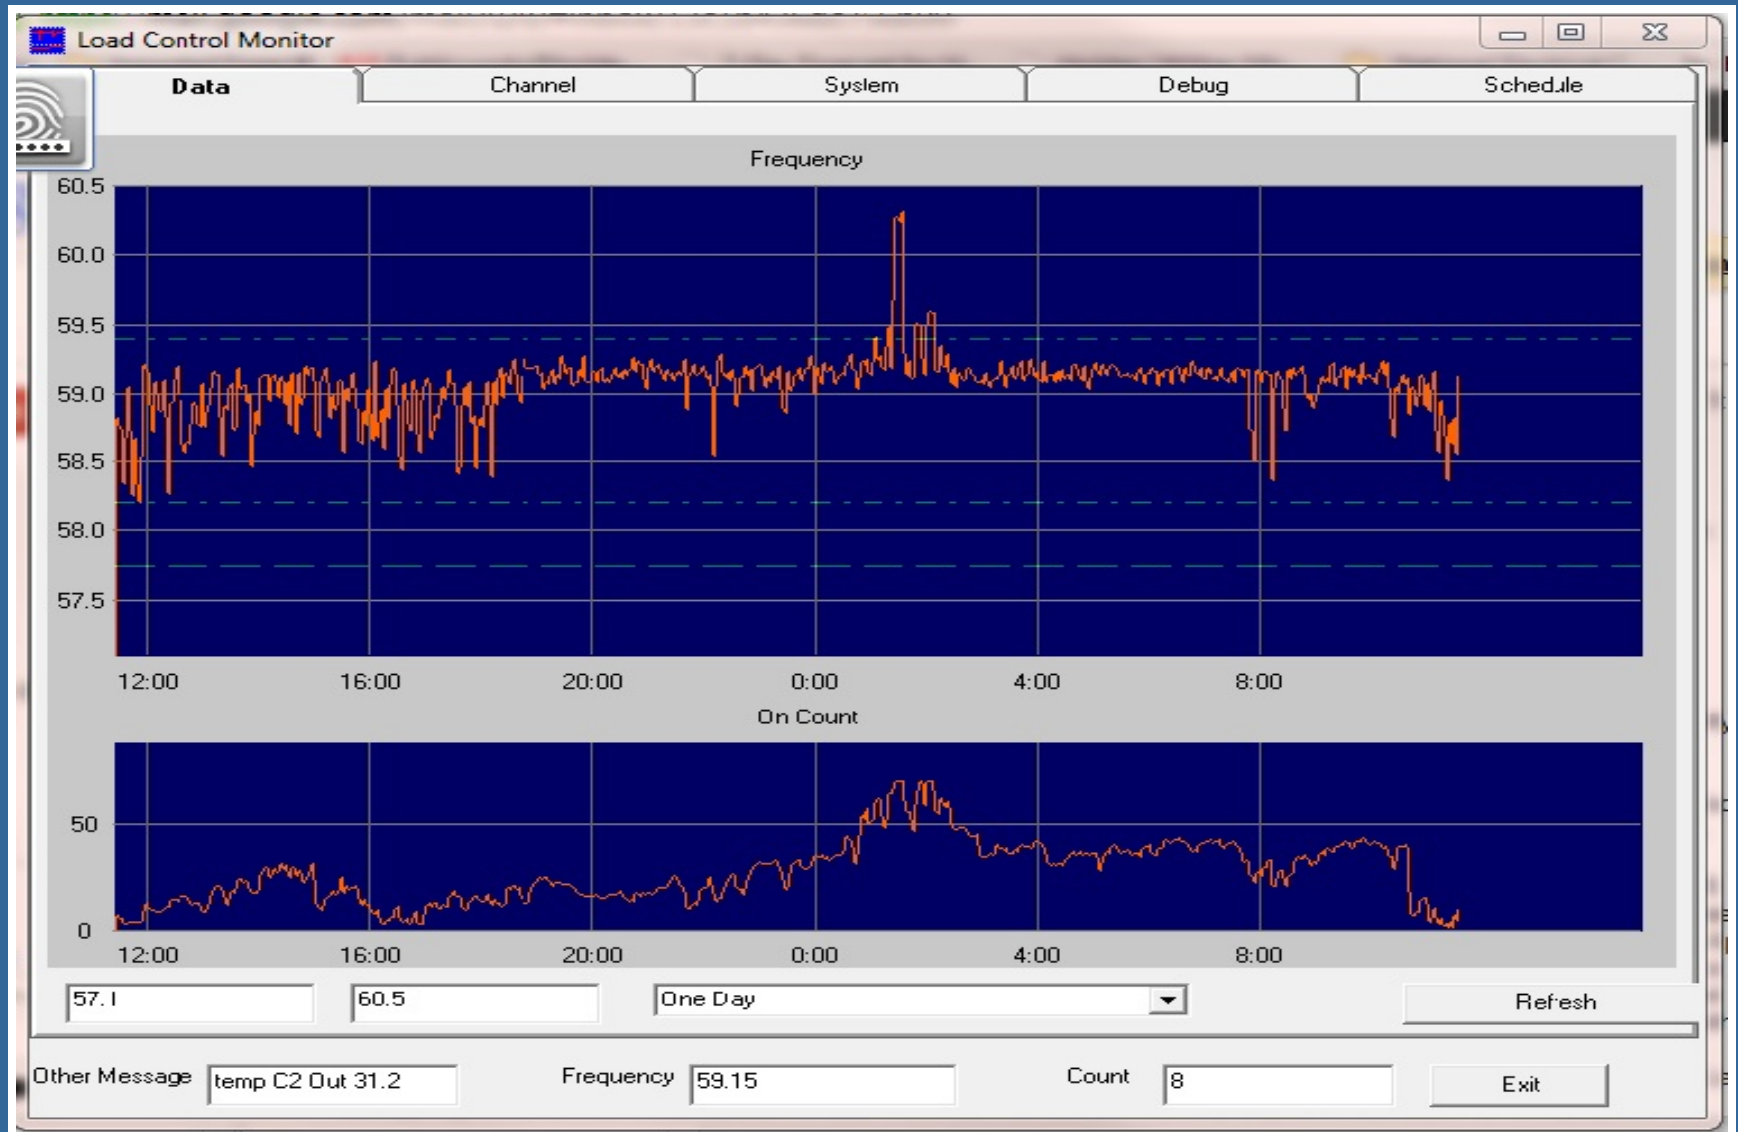 Load Control Monitor
Data Channel System Debug Schedule
Frequency
60.5
60.0
59.5
59.0
58.5
58.0
57.5
12:00 16:00 20:00 0:00 4:00 8:00
On Count
50
0
12:00 16:00 20:00 0:00 4:00 8:00
57.1 60.5 One Day Refresh
Other Message temp C2 Out 31.2 Frequency 59.15 Count 8 Exit